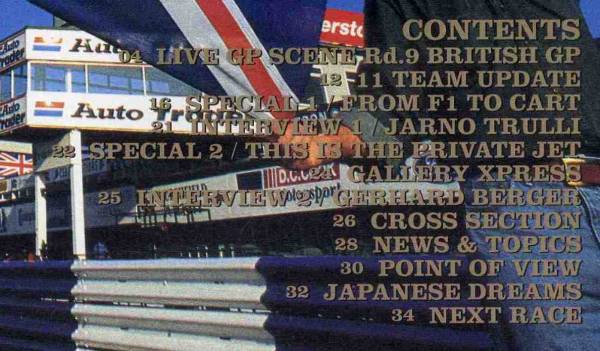 CONTENTS
04 LIVE GP SCENE Rd.9 BRITISH GP
12 11 TEAM UPDATE
16 SPECIAL 1 / FROM F1 TO CART
21 INTERVIEW 1 / JARNO TRULLI
22 SPECIAL 2 / THIS IS THE PRIVATE JET
GALLERY XPRESS
25 INTERVIEW 2 / GERHARD BERGER
26 CROSS SECTION
28 NEWS & TOPICS
30 POINT OF VIEW
32 JAPANESE DREAMS
34 NEXT RACE
Auto
Trader
Auto Trader